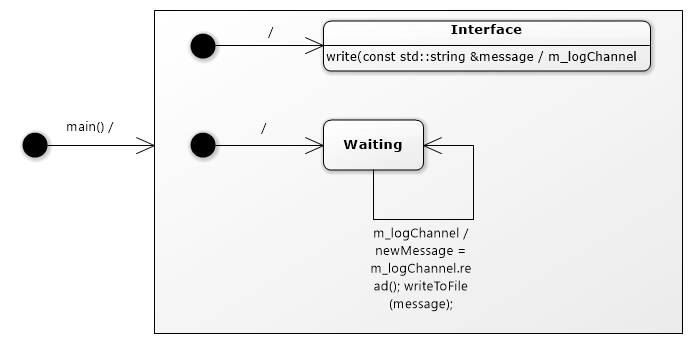 /
Interface
write(const std::string &message / m_logChannel
main() /
/
Waiting
m_logChannel /
newMessage =
m_logChannel.re
ad(); writeToFile
(message);